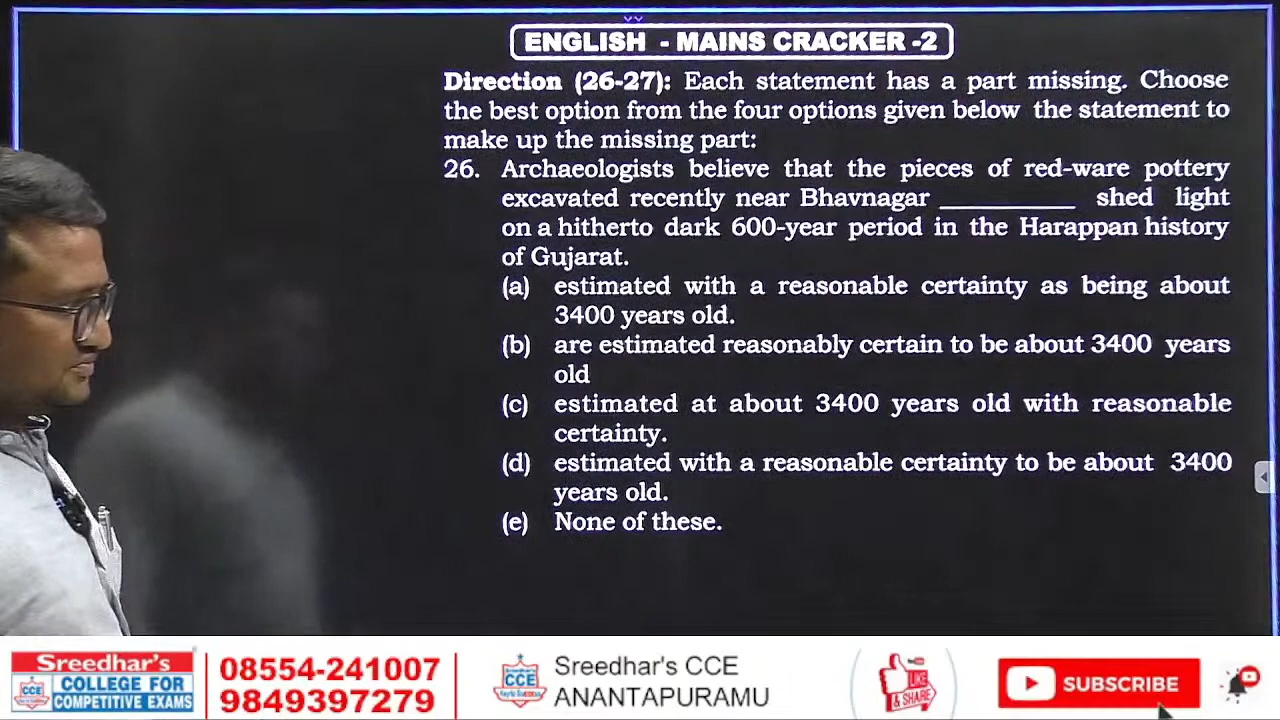 ENGLISH - MAINS CRACKER -2
Direction (26-27): Each statement has a part missing. Choose
the best option from the four options given below the statement to
make up the missing part:
26. Archaeologists believe that the pieces of red-ware pottery
excavated recently near Bhavnagar __________ shed light
on a hitherto dark 600-year period in the Harappan history
of Gujarat.
(a) estimated with a reasonable certainty as being about
3400 years old.
(b) are estimated reasonably certain to be about 3400 years
old
(c) estimated at about 3400 years old with reasonable
certainty.
(d) estimated with a reasonable certainty to be about 3400
years old.
(e) None of these.
Sreedhar's
CCE
COLLEGE FOR
COMPETITIVE EXAMS
08554-241007
9849397279
CCE
Sreedhar's CCE
ANANTAPURAMU
LIKE
& SHARE
SUBSCRIBE